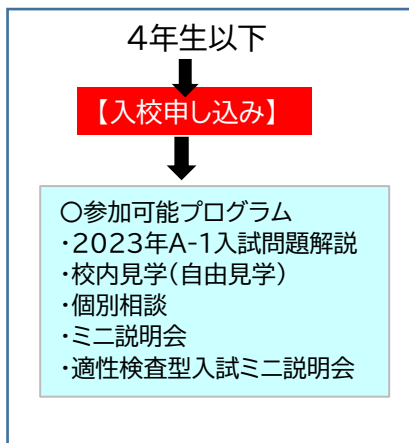 4年生以下
【入校申し込み】
〇参加可能プログラム
・2023年A-1入試問題解説
・校内見学(自由見学)
・個別相談
・ミニ説明会
・適性検査型入試ミニ説明会